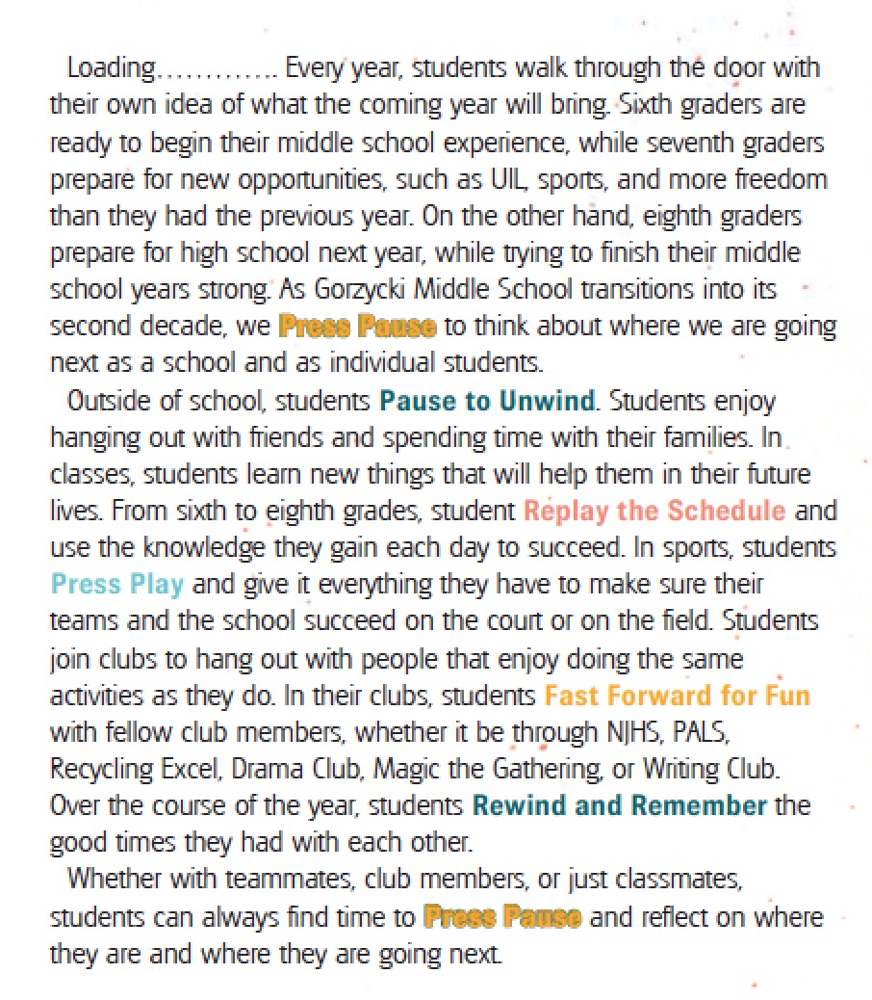 Loading............. Every year, students walk through the door with
their own idea of what the coming year will bring. Sixth graders are
ready to begin their middle school experience, while seventh graders
prepare for new opportunities, such as UIL, sports, and more freedom
than they had the previous year. On the other hand, eighth graders
prepare for high school next year, while trying to finish their middle
school years strong. As Gorzycki Middle School transitions into its
second decade, we Press Pause to think about where we are going
next as a school and as individual students.
Outside of school, students Pause to Unwind. Students enjoy
hanging out with friends and spending time with their families. In
classes, students learn new things that will help them in their future
lives. From sixth to eighth grades, student Replay the Schedule and
use the knowledge they gain each day to succeed. In sports, students
Press Play and give it everything they have to make sure their
teams and the school succeed on the court or on the field. Students
join clubs to hang out with people that enjoy doing the same
activities as they do. In their clubs, students Fast Forward for Fun
with fellow club members, whether it be through NJHS, PALS,
Recycling Excel, Drama Club, Magic the Gathering, or Writing Club.
Over the course of the year, students Rewind and Remember the
good times they had with each other.
Whether with teammates, club members, or just classmates,
students can always find time to Press Pause and reflect on where
they are and where they are going next.